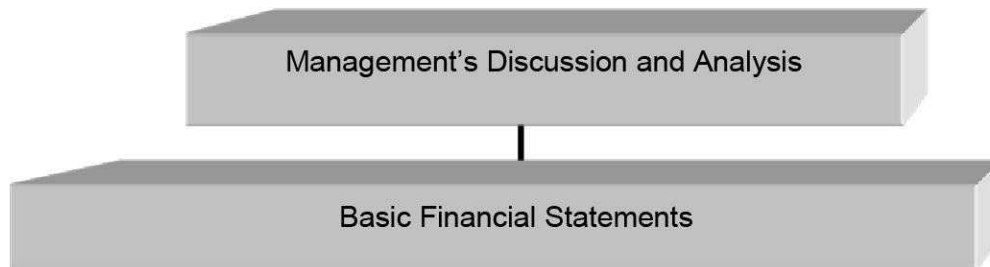 Management’s Discussion and Analysis
Basic Financial Statements